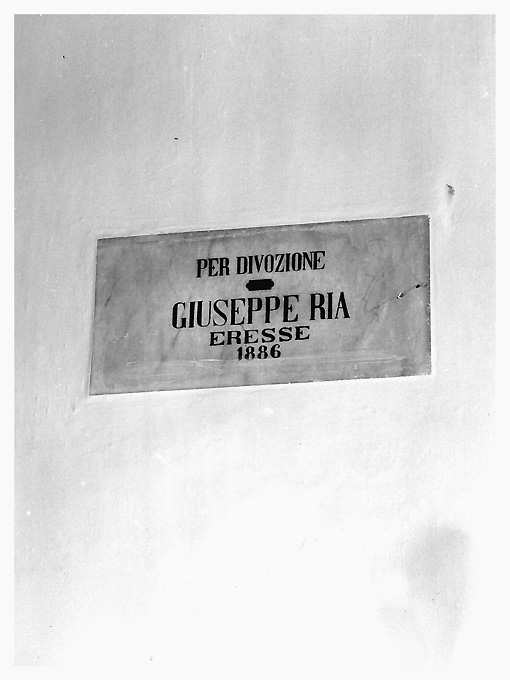 PER DIVOZIONE
GIUSEPPE RIA
ERESSE
1886